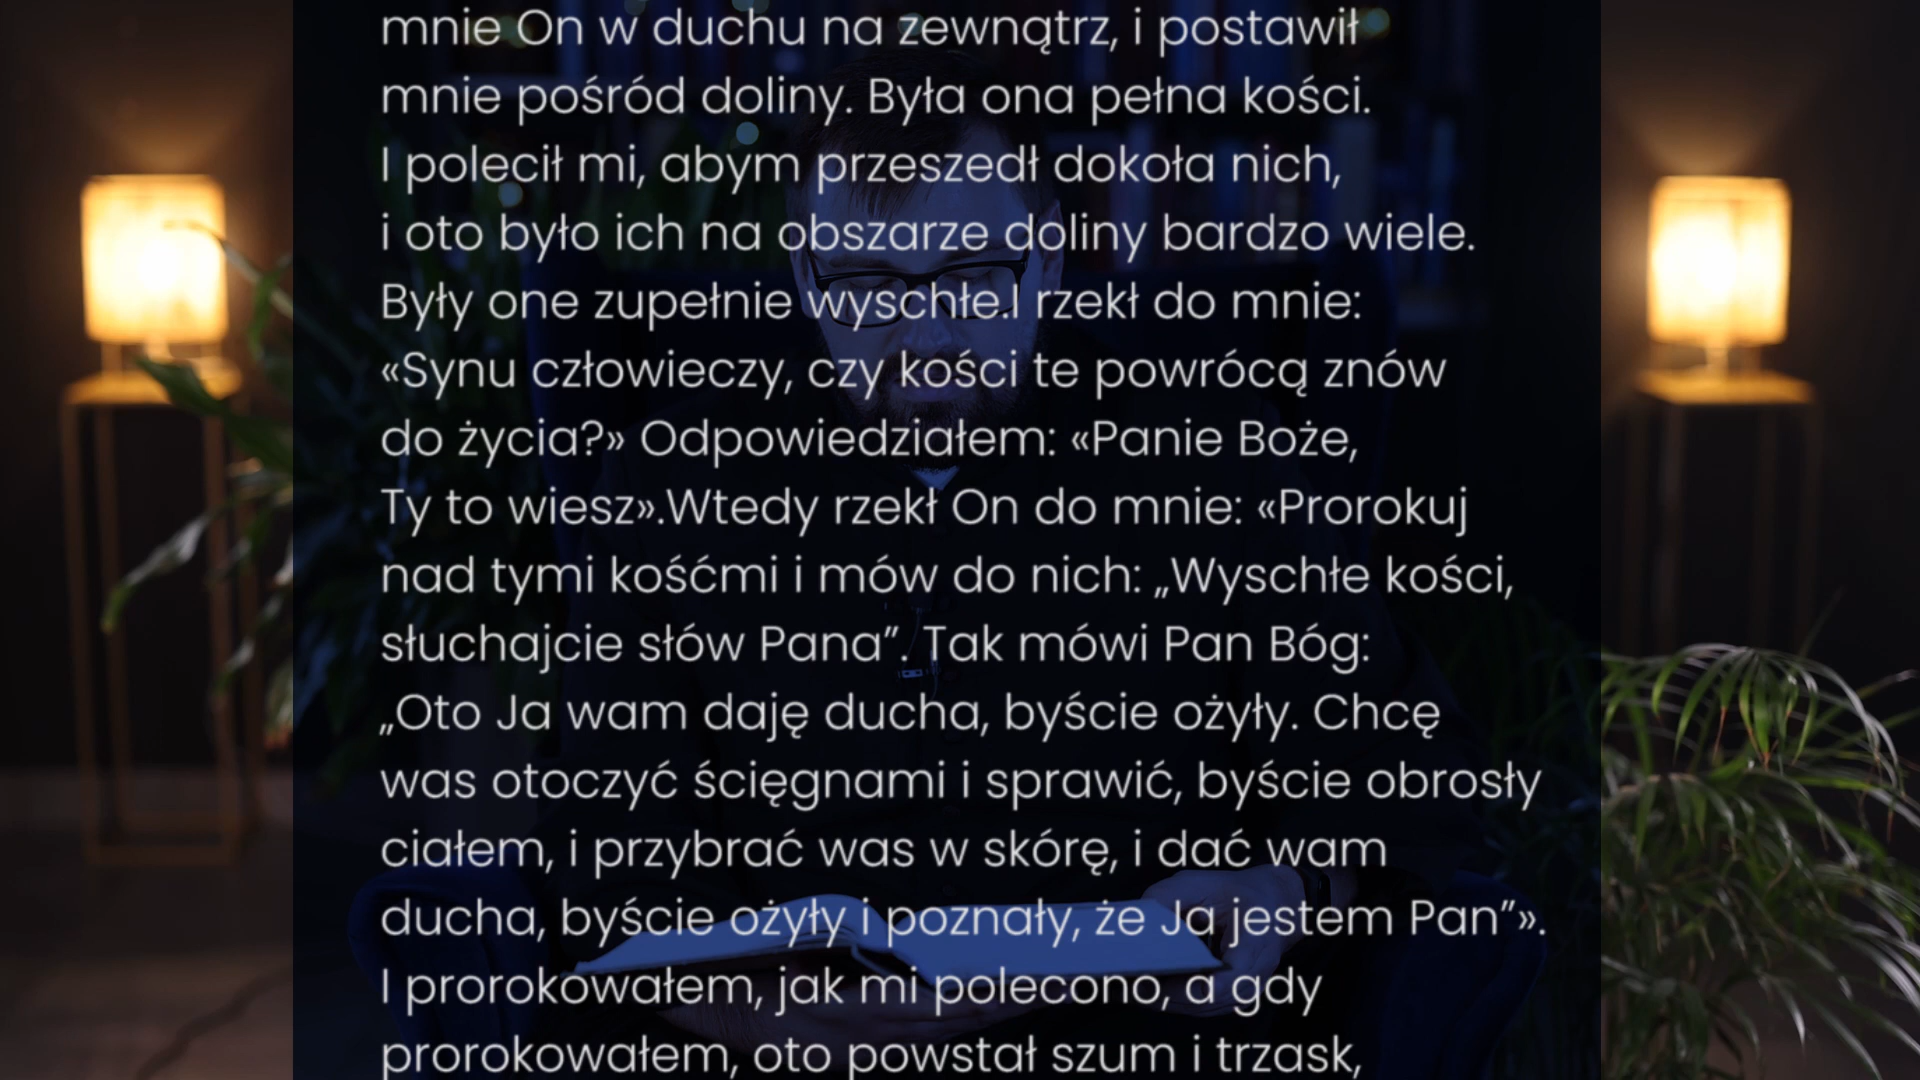 mnie On w duchu na zewnątrz, i postawił
mnie pośród doliny. Była ona pełna kości.
I polecił mi, abym przeszedł dokoła nich,
i oto było ich na obszarze doliny bardzo wiele.
Były one zupełnie wyschłe.I rzekł do mnie:
«Synu człowieczy, czy kości te powrócą znów
do życia?» Odpowiedziałem: «Panie Boże,
Ty to wiesz».Wtedy rzekł On do mnie: «Prorokuj
nad tymi kośćmi i mów do nich: „Wyschłe kości,
słuchajcie słów Pana”. Tak mówi Pan Bóg:
„Oto Ja wam daję ducha, byście ożyły. Chcę
was otoczyć ścięgnami i sprawić, byście obrosły
ciałem, i przybrać was w skórę, i dać wam
ducha, byście ożyły i poznały, że Ja jestem Pan”».
I prorokowałem, jak mi polecono, a gdy
prorokowałem, oto powstał szum i trzask,